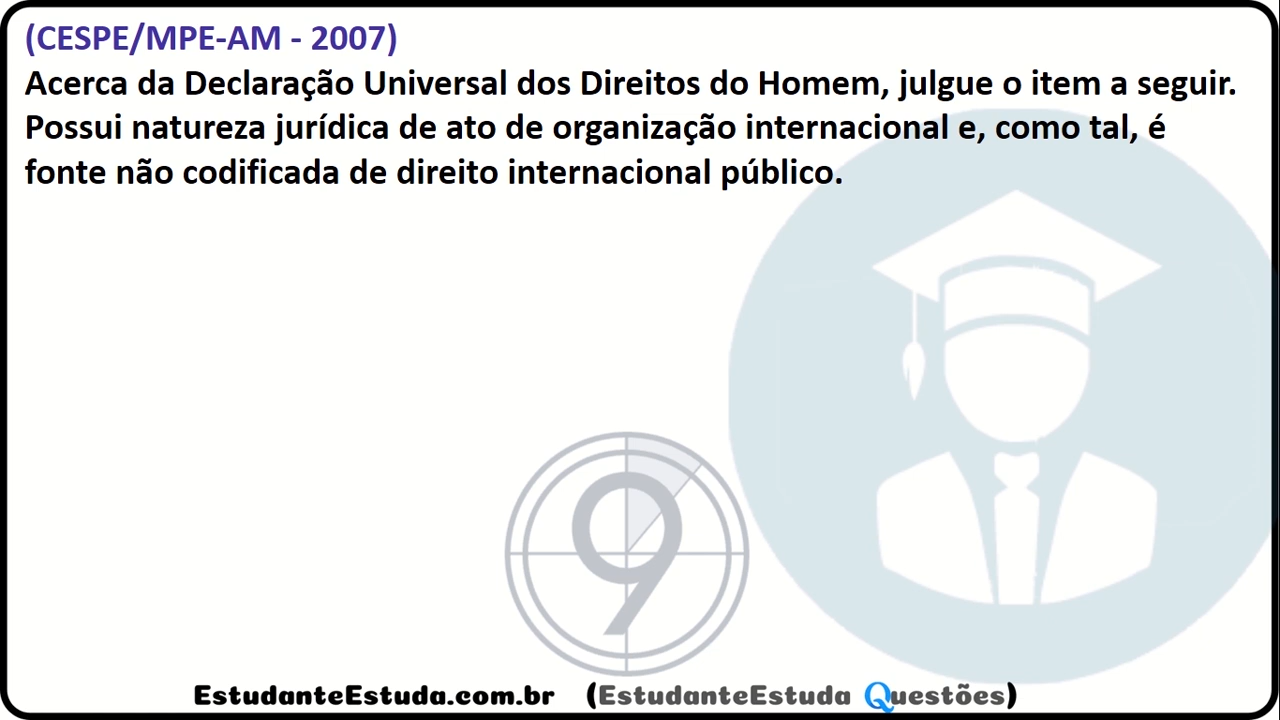 (CESPE/MPE-AM - 2007)
Acerca da Declaração Universal dos Direitos do Homem, julgue o item a seguir.
Possui natureza jurídica de ato de organização internacional e, como tal, é
fonte não codificada de direito internacional público.
9
EstudanteEstuda.com.br (EstudanteEstuda Questões)